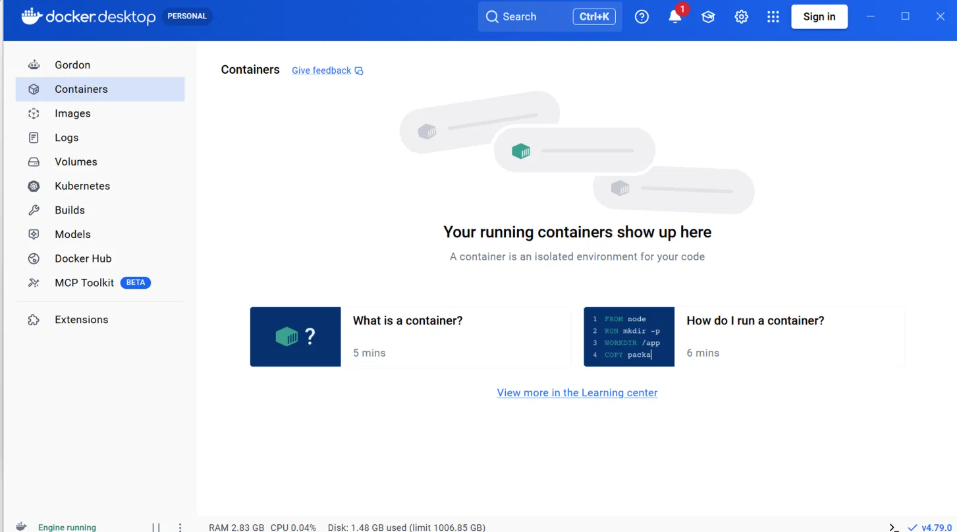 docker.desktop PERSONAL
Search Ctrl+K
1
Sign in
Gordon
Containers
Images
Logs
Volumes
Kubernetes
Builds
Models
Docker Hub
MCP Toolkit BETA
Extensions
Containers Give feedback
Your running containers show up here
A container is an isolated environment for your code
?
What is a container?
5 mins
1 FROM node
2 RUN mkdir -p
3 WORKDIR /app
4 COPY packa
How do I run a container?
6 mins
View more in the Learning center
Engine running
RAM 2.83 GB CPU 0.04% Disk: 1.48 GB used (limit 1006.85 GB)
v4.79.0